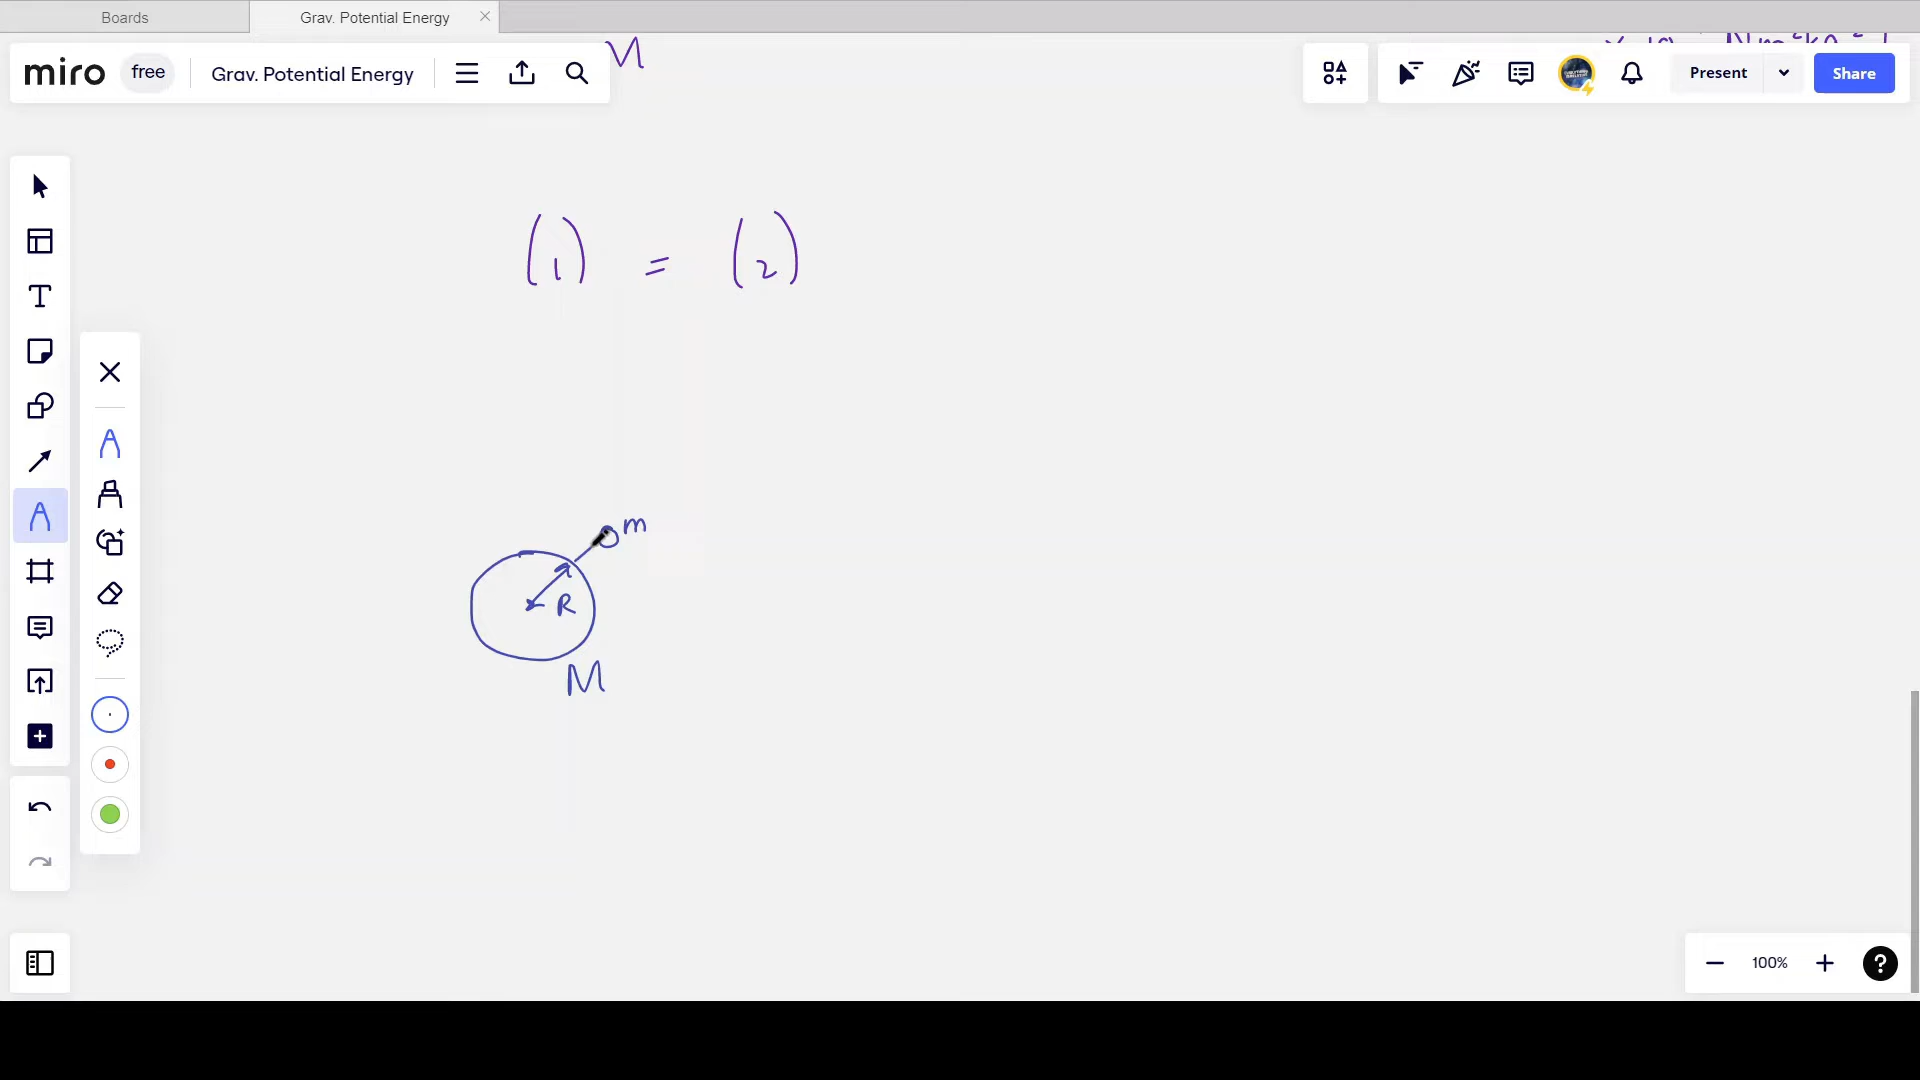 Boards
Grav. Potential Energy
M
miro
free
Grav. Potential Energy
Present
Share
(1) = (2)
m
R
M
100%